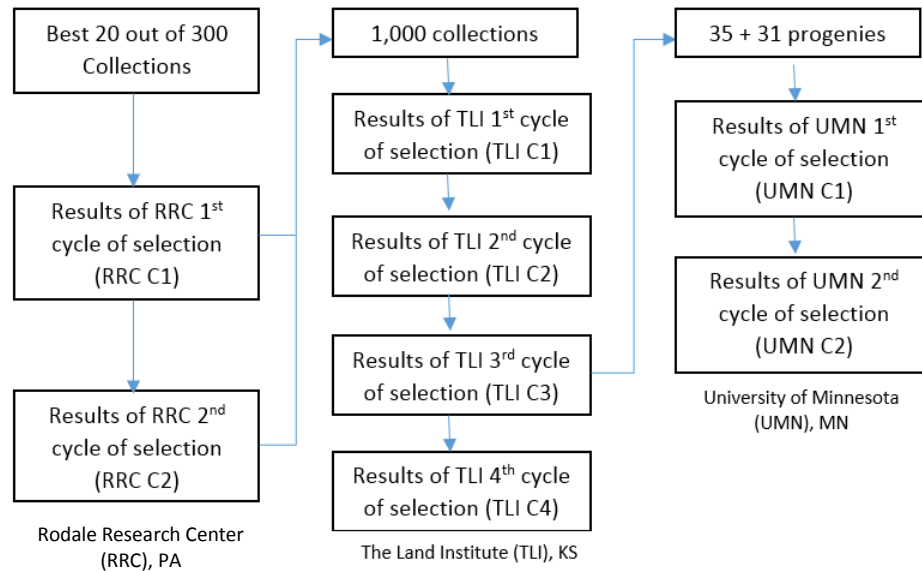 Best 20 out of 300
Collections
Results of RRC 1st
cycle of selection
(RRC C1)
Results of RRC 2nd
cycle of selection
(RRC C2)
Rodale Research Center
(RRC), PA
1,000 collections
Results of TLI 1st cycle
of selection (TLI C1)
Results of TLI 2nd cycle
of selection (TLI C2)
Results of TLI 3rd cycle
of selection (TLI C3)
Results of TLI 4th cycle
of selection (TLI C4)
The Land Institute (TLI), KS
35 + 31 progenies
Results of UMN 1st
cycle of selection
(UMN C1)
Results of UMN 2nd
cycle of selection
(UMN C2)
University of Minnesota
(UMN), MN